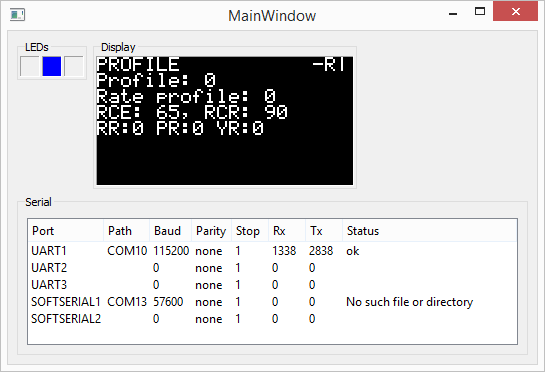 MainWindow
LEDs
Display
PROFILE -R|
Profile: 0
Rate profile: 0
RCE: 65, RCR: 90
RR:0 PR:0 YR:0
Serial
Port Path Baud Parity Stop Rx Tx Status
UART1 COM10 115200 none 1 1338 2838 ok
UART2 0 none 1 0 0
UART3 0 none 1 0 0
SOFTSERIAL1 COM13 57600 none 1 0 0 No such file or directory
SOFTSERIAL2 0 none 1 0 0